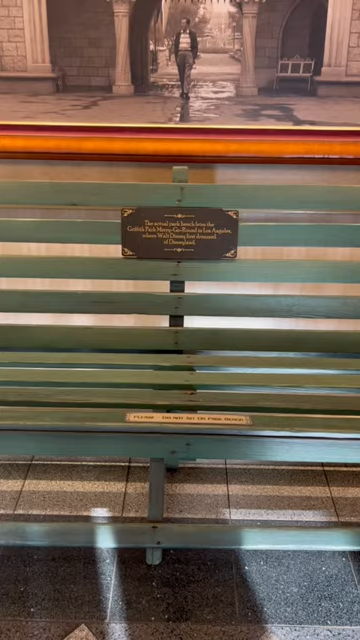 The actual park bench from the
Griffith Park Merry-Go-Round in Los Angeles,
where Walt Disney first dreamed
of Disneyland.
PLEASE - DO NOT SIT ON PARK BENCH